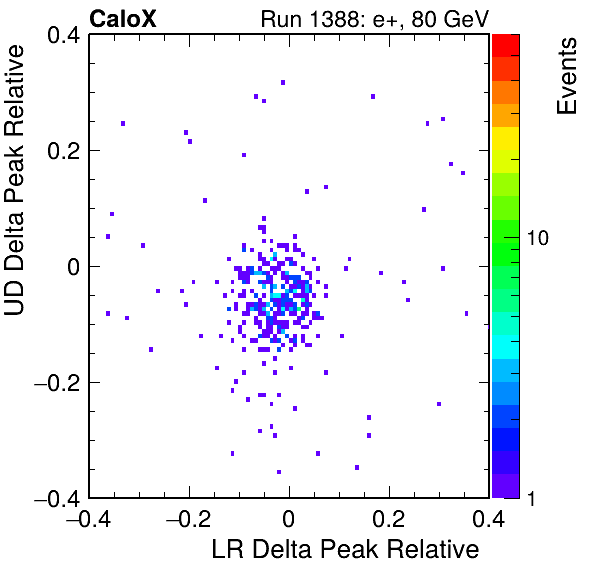 CaloX Run 1388: e+, 80 GeV
UD Delta Peak Relative
0.4
0.2
0
−0.2
−0.4
−0.4 −0.2 0 0.2 0.4
LR Delta Peak Relative
Events
10
1